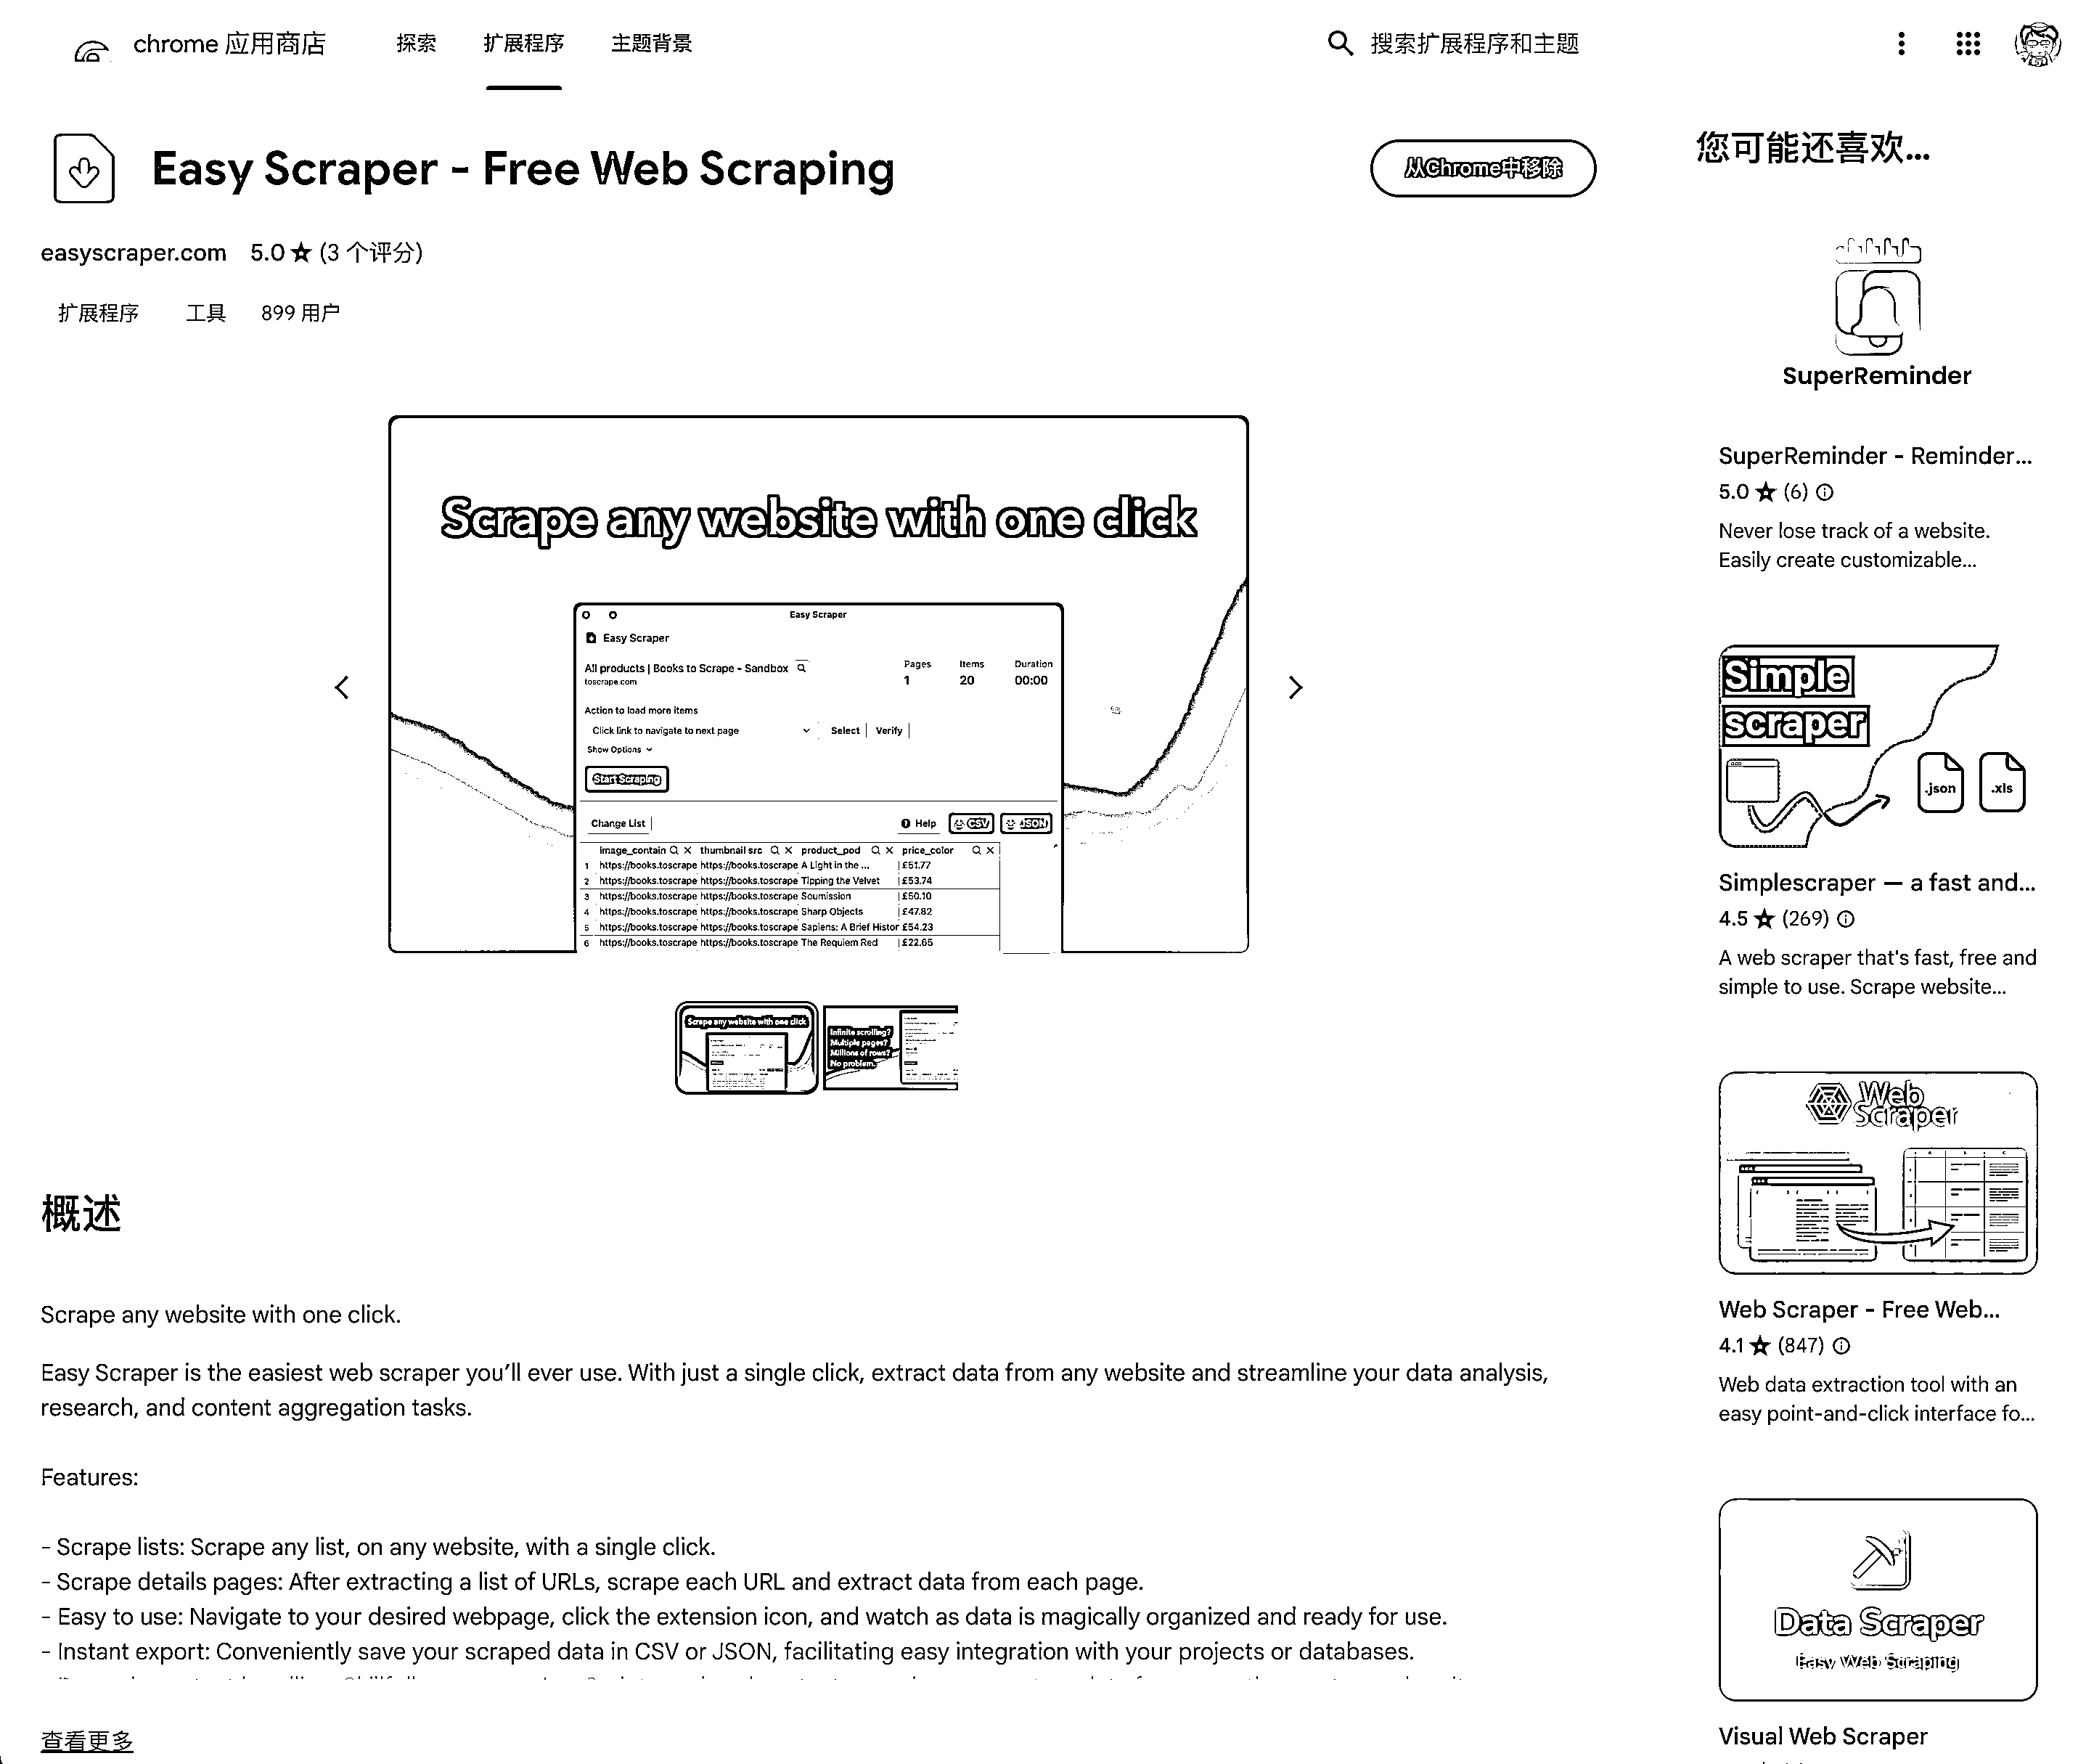 chrome 应用商店
探索
扩展程序
主题背景
搜索扩展程序和主题
Easy Scraper - Free Web Scraping
从Chrome中移除
easyscraper.com 5.0 ★ (3 个评分)
扩展程序 工具 899 用户
Scrape any website with one click
Easy Scraper
Easy Scraper
All products | Books to Scrape - Sandbox
toscrape.com
Pages Items Duration
1 20 00:00
Action to load more items
Click link to navigate to next page Select Verify
Show Options
Start Scraping
Change List Help CSV JSON
image_contain thumbnail src product_pod price_color
1 https://books.toscrape https://books.toscrape A Light in the ... £51.77
2 https://books.toscrape https://books.toscrape Tipping the Velvet £53.74
3 https://books.toscrape https://books.toscrape Soumission £50.10
4 https://books.toscrape https://books.toscrape Sharp Objects £47.82
5 https://books.toscrape https://books.toscrape Sapiens: A Brief Histor £54.23
6 https://books.toscrape https://books.toscrape The Requiem Red £22.65
Scrape any website with one click
Infinite scrolling?
Multiple pages?
Millions of rows?
No problem.
概述
Scrape any website with one click.
Easy Scraper is the easiest web scraper you’ll ever use. With just a single click, extract data from any website and streamline your data analysis,
research, and content aggregation tasks.
Features:
- Scrape lists: Scrape any list, on any website, with a single click.
- Scrape details pages: After extracting a list of URLs, scrape each URL and extract data from each page.
- Easy to use: Navigate to your desired webpage, click the extension icon, and watch as data is magically organized and ready for use.
- Instant export: Conveniently save your scraped data in CSV or JSON, facilitating easy integration with your projects or databases.
查看更多
您可能还喜欢...
SuperReminder
SuperReminder - Reminder...
5.0 ★ (6)
Never lose track of a website.
Easily create customizable...
Simple
scraper
.json .xls
Simplescraper — a fast and...
4.5 ★ (269)
A web scraper that's fast, free and
simple to use. Scrape website...
Web
Scraper
Web Scraper - Free Web...
4.1 ★ (847)
Web data extraction tool with an
easy point-and-click interface fo...
Data Scraper
Easy Web Scraping
Visual Web Scraper